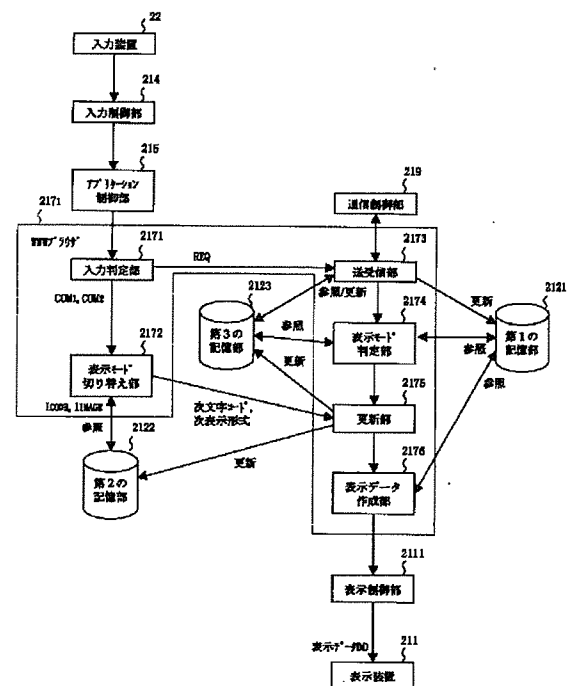 22
入力装置
214
入力制御部
215
アプリケーション
制御部
2171
WWWブラウザ
2171
入力判定部
REQ
COM1, COM2
2172
表示モード
切り替え部
ICODE, IIMAGE
参照
2122
第2の
記憶部
219
通信制御部
2173
送受信部
参照/更新
更新
2123
第3の
記憶部
参照
更新
2174
表示モード
判定部
2121
第1の
記憶部
参照
参照
2175
更新部
次文字コード,
次表示形式
更新
2176
表示データ
作成部
2111
表示制御部
表示データDD
211
表示装置